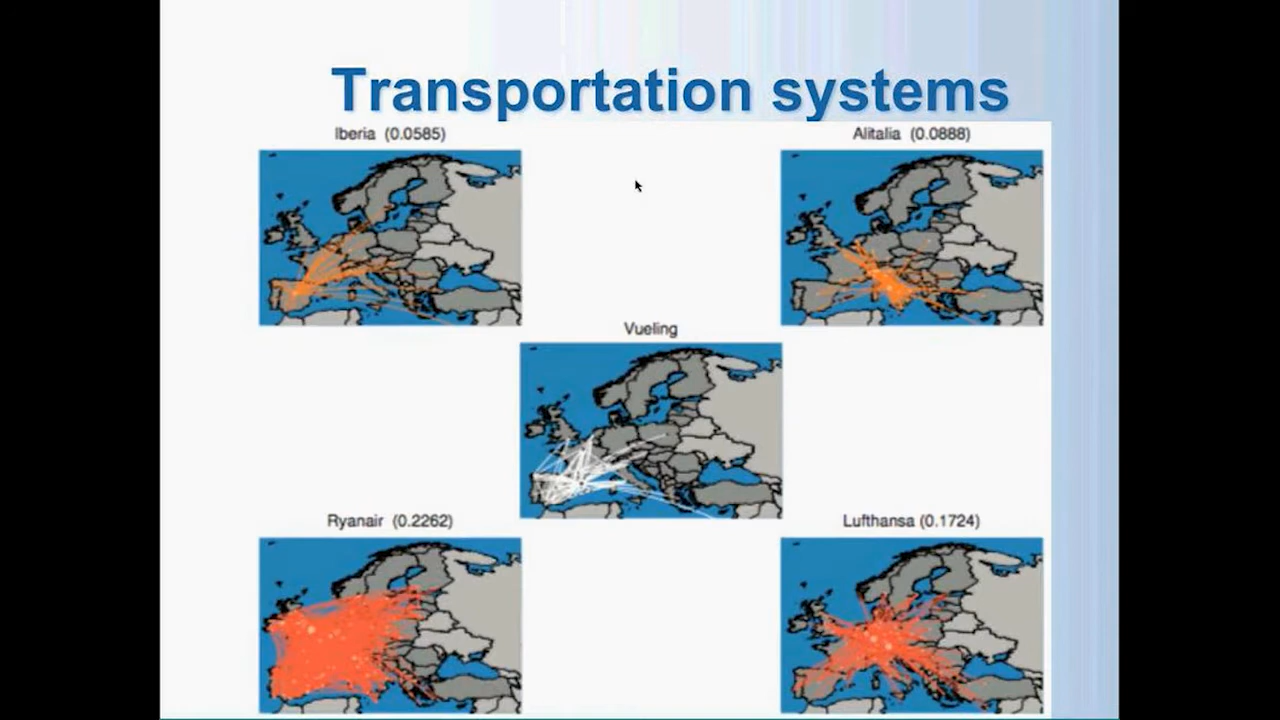 Transportation systems
Iberia (0.0585)
Alitalia (0.0888)
Vueling
Ryanair (0.2262)
Lufthansa (0.1724)